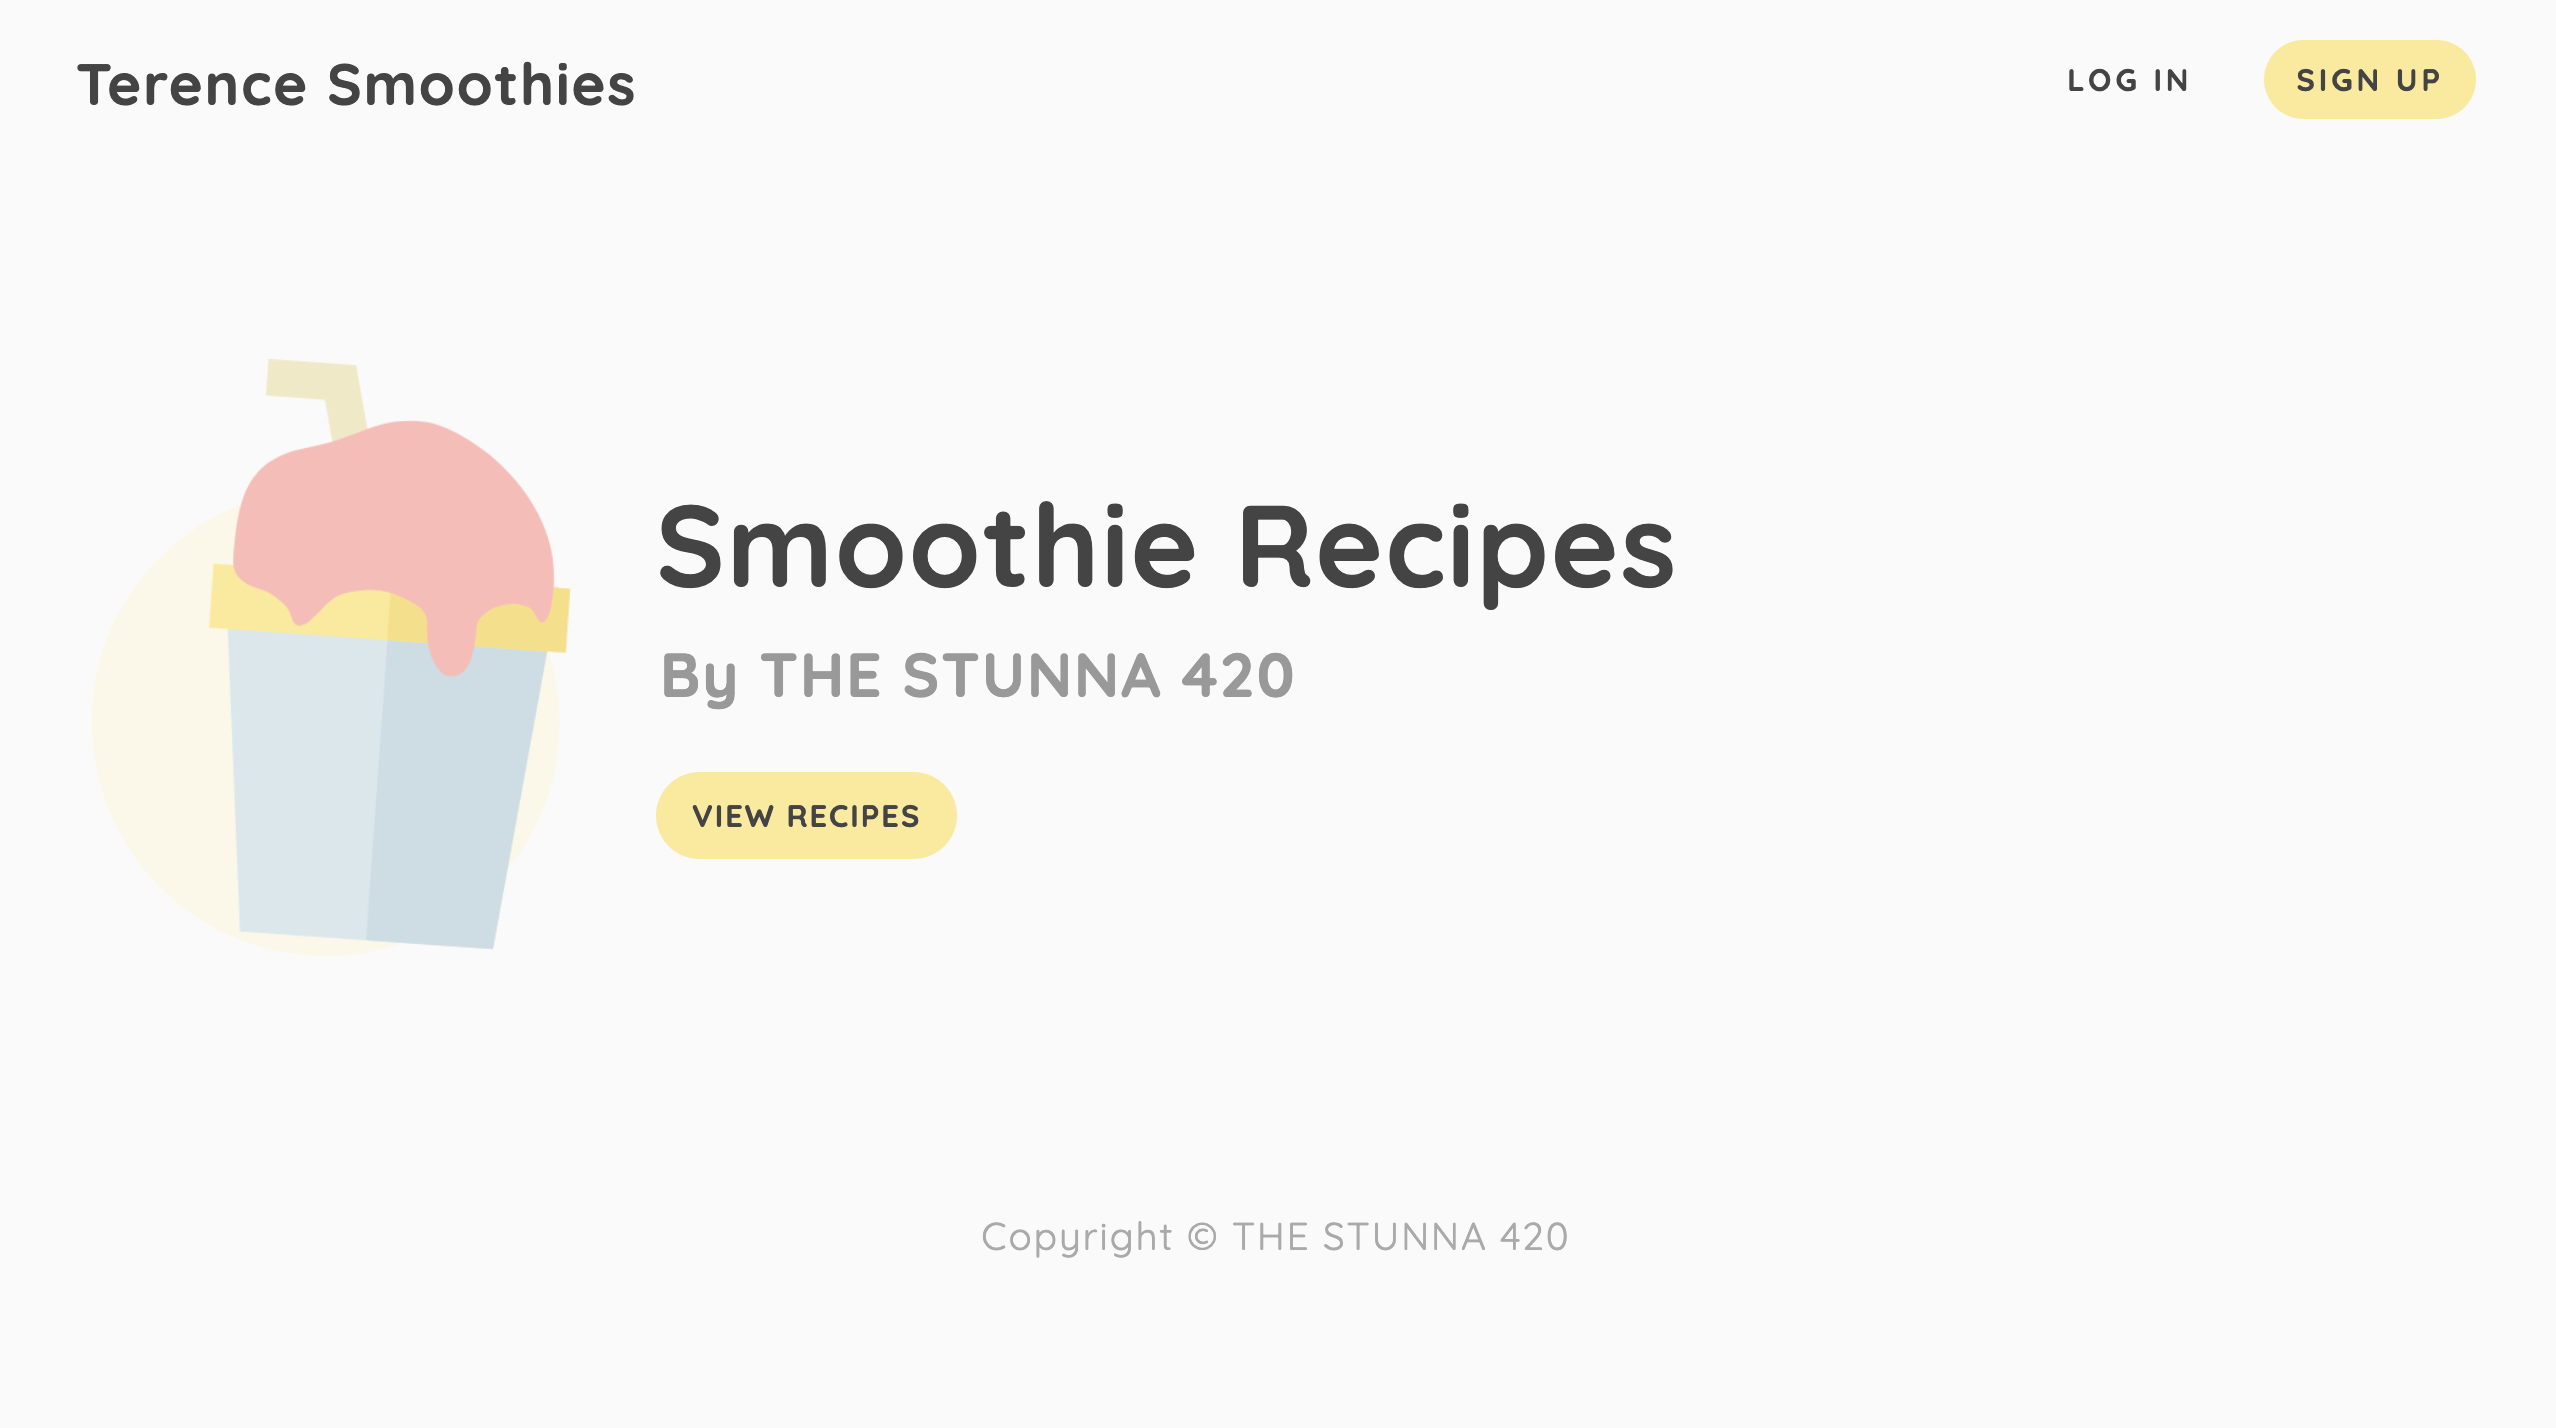 Terence Smoothies
LOG IN
SIGN UP
Smoothie Recipes
By THE STUNNA 420
VIEW RECIPES
Copyright © THE STUNNA 420